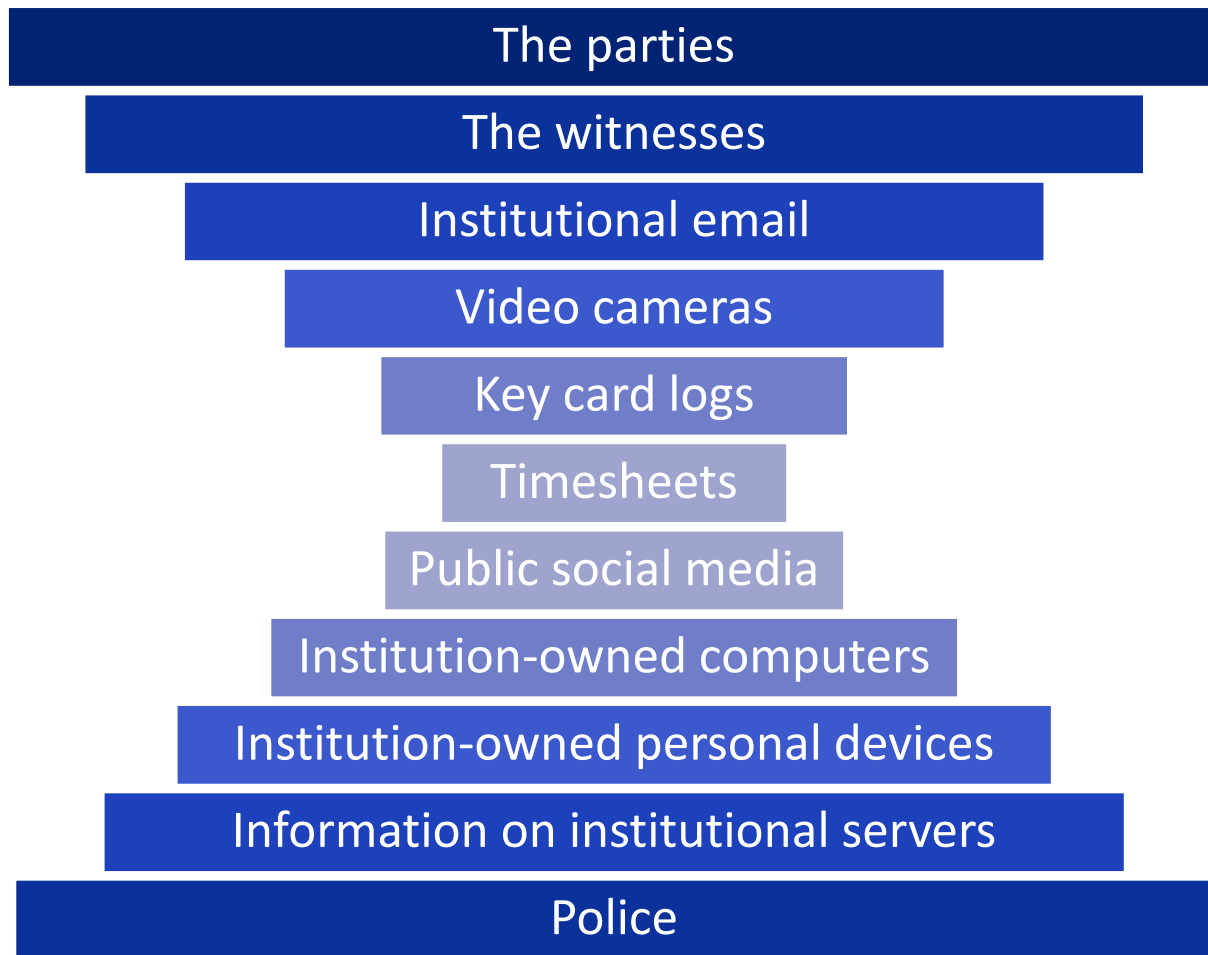 The parties
The witnesses
Institutional email
Video cameras
Key card logs
Timesheets
Public social media
Institution-owned computers
Institution-owned personal devices
Information on institutional servers
Police